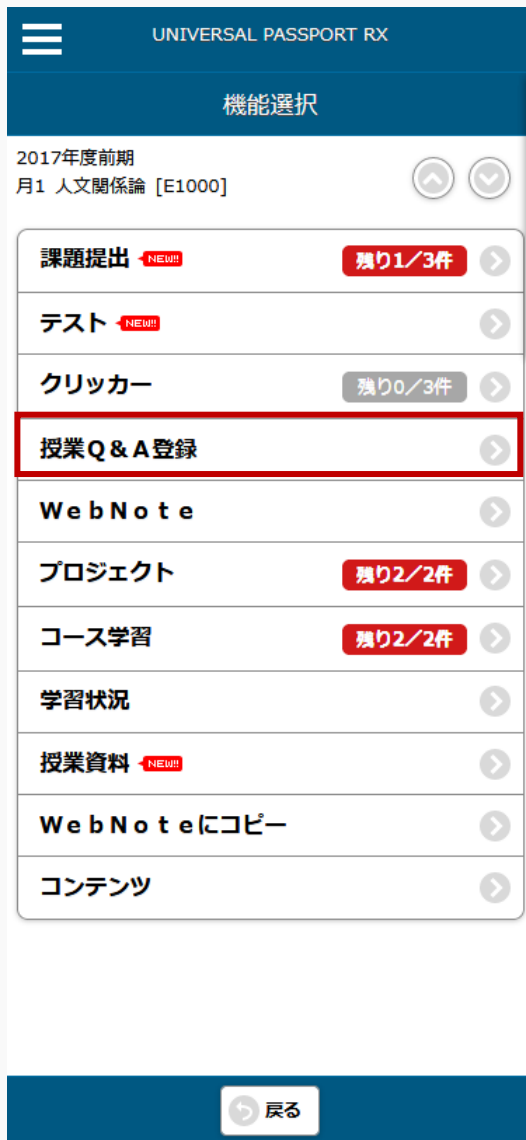 UNIVERSAL PASSPORT RX
機能選択
2017年度前期
月1 人文関係論 [E1000]
課題提出 NEW!! 残り1／3件
テスト NEW!!
クリッカー 残り0／3件
授業Ｑ＆Ａ登録
ＷｅｂＮｏｔｅ
プロジェクト 残り2／2件
コース学習 残り2／2件
学習状況
授業資料 NEW!!
ＷｅｂＮｏｔｅにコピー
コンテンツ
戻る